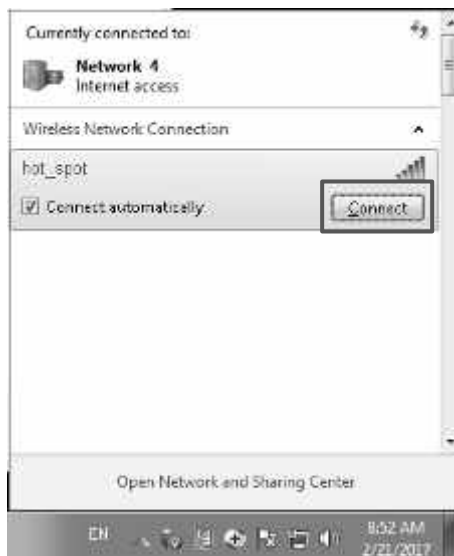 Currently connected to:
Network 4
Internet access
Wireless Network Connection
hot_spot
Connect automatically
Connect
Open Network and Sharing Center
EN
8:52 AM
2/21/2012